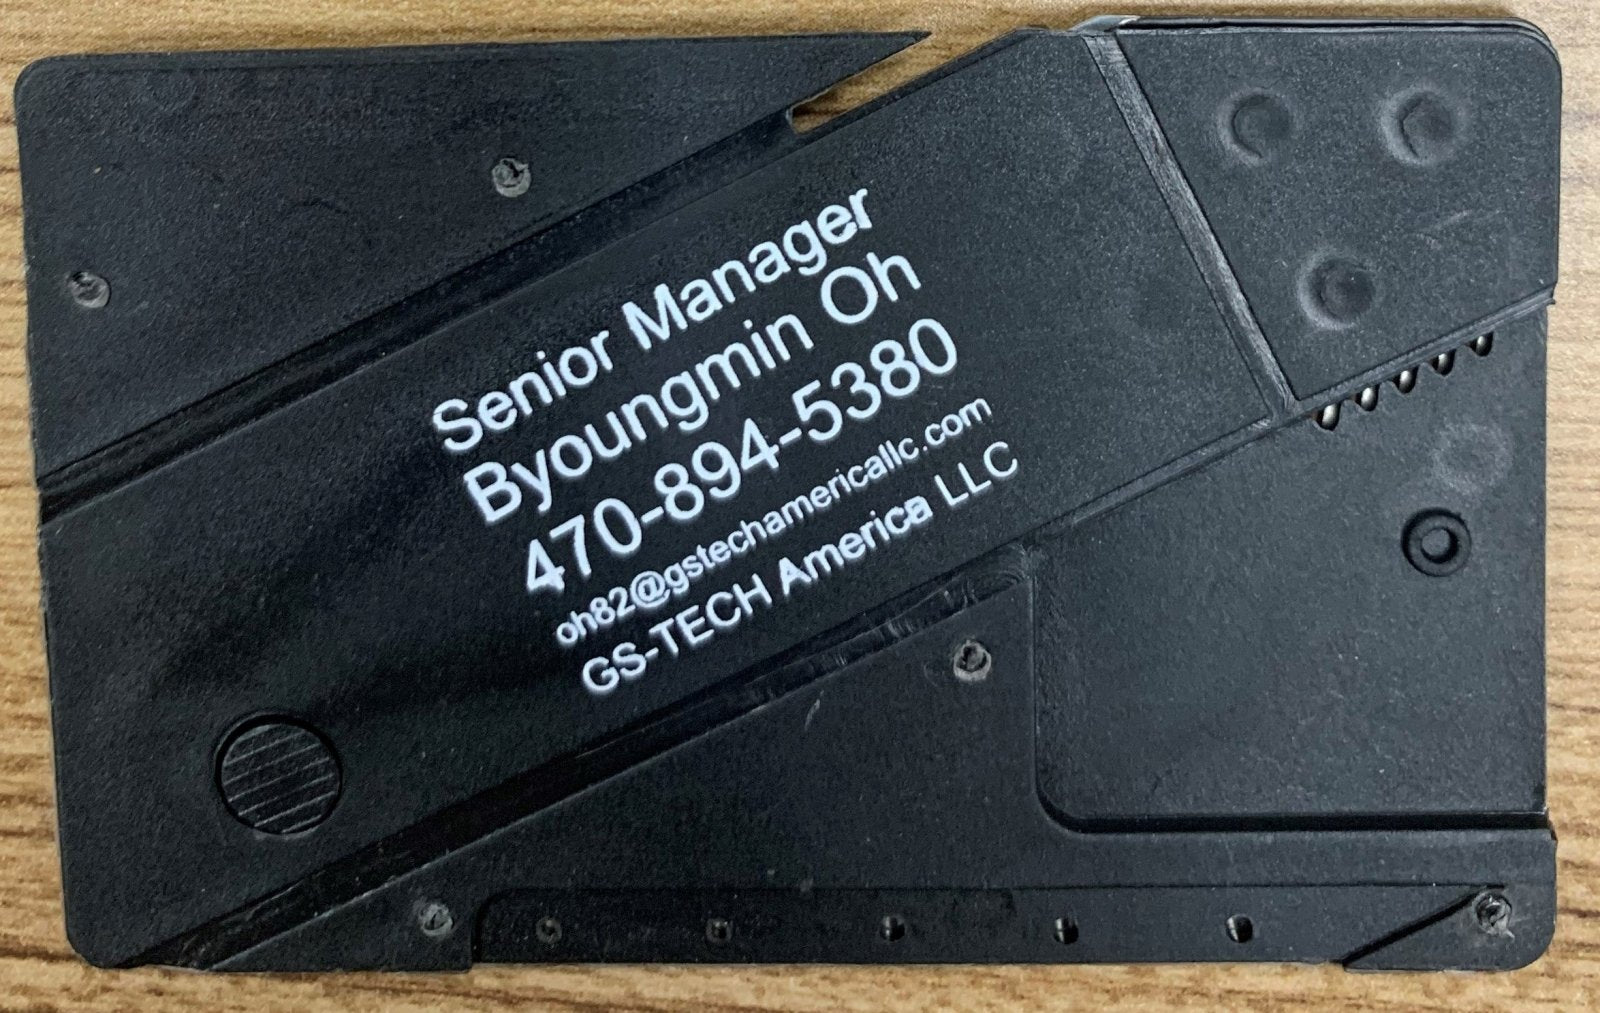 Senior Manager
Byoungmin Oh
470-894-5380
oh82@gstechamericallc.com
GS-TECH America LLC